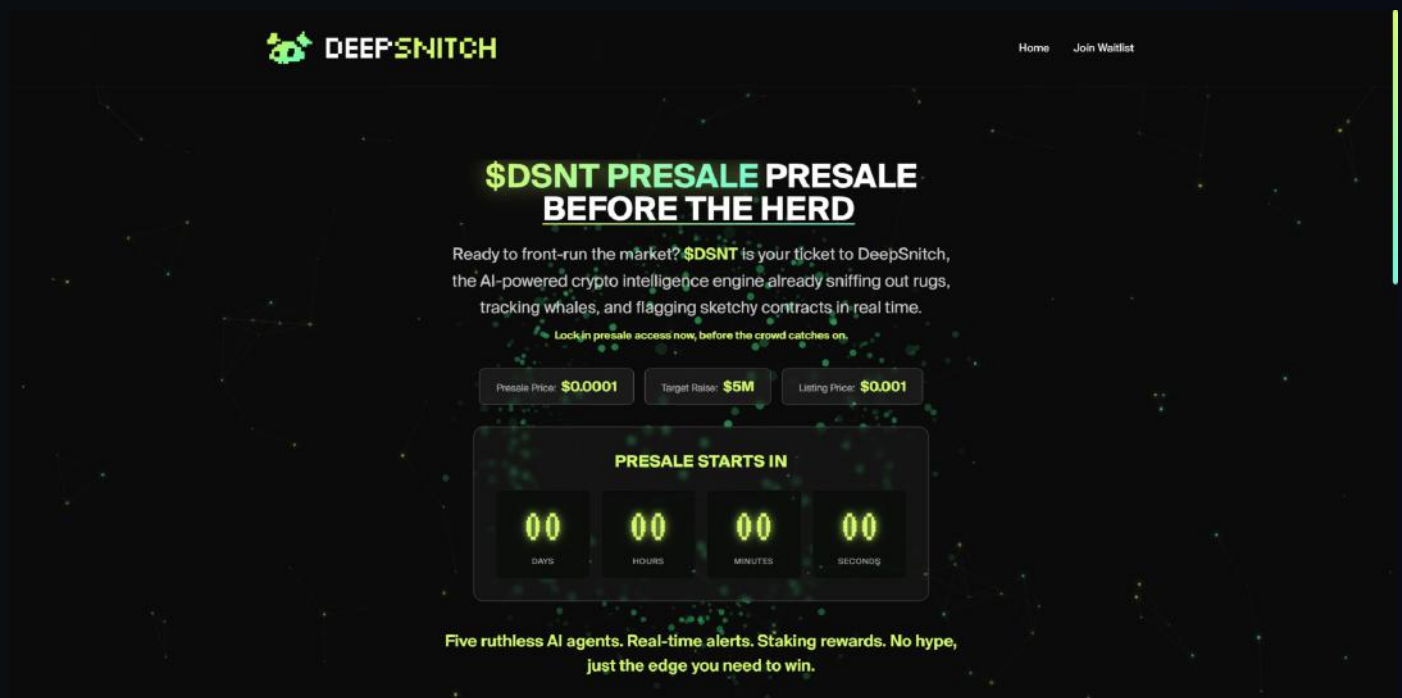 DEEPSNITCH
Home
Join Waitlist
$DSNT PRESALE PRESALE
BEFORE THE HERD
Ready to front-run the market? $DSNT is your ticket to DeepSnitch,
the AI-powered crypto intelligence engine already sniffing out rugs,
tracking whales, and flagging sketchy contracts in real time.
Lock in presale access now, before the crowd catches on.
Presale Price: $0.0001
Target Raise: $5M
Listing Price: $0.001
PRESALE STARTS IN
00
DAYS
00
HOURS
00
MINUTES
00
SECONDS
Five ruthless AI agents. Real-time alerts. Staking rewards. No hype,
just the edge you need to win.